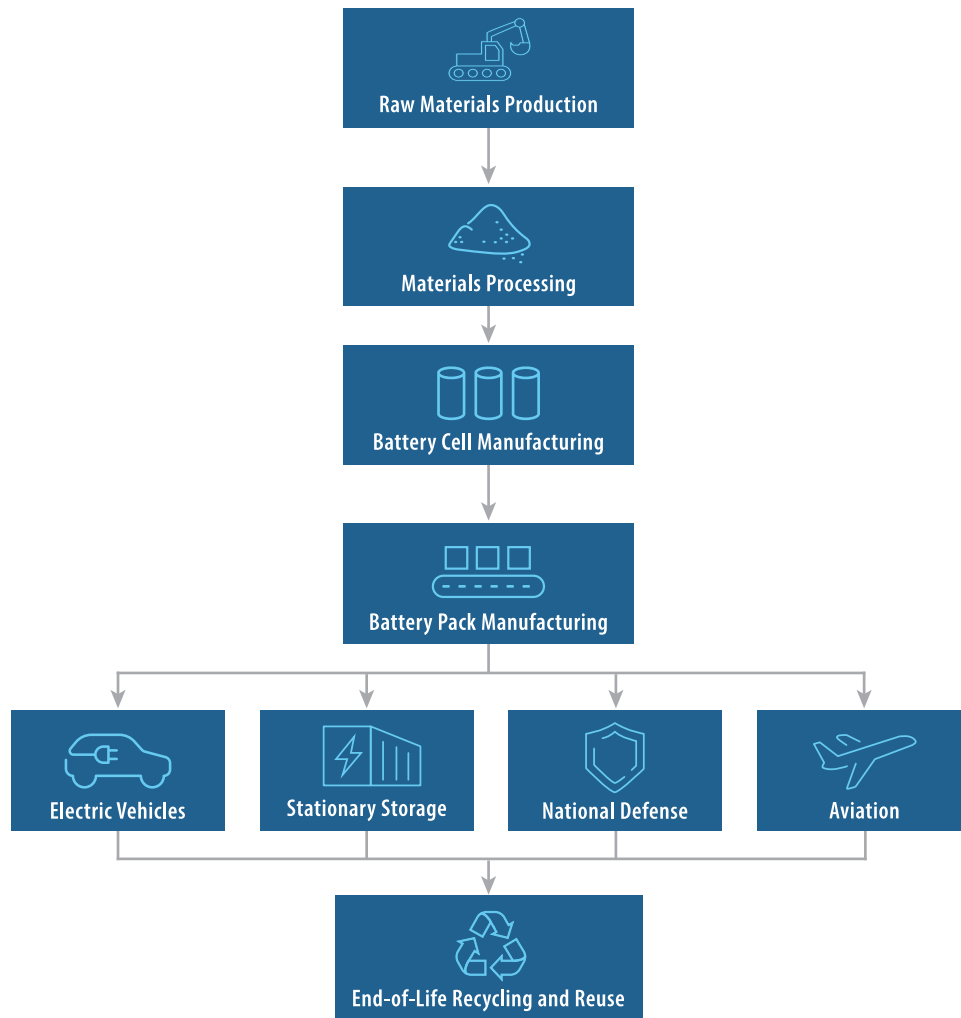 Raw Materials Production
Materials Processing
Battery Cell Manufacturing
Battery Pack Manufacturing
Electric Vehicles
Stationary Storage
National Defense
Aviation
End-of-Life Recycling and Reuse